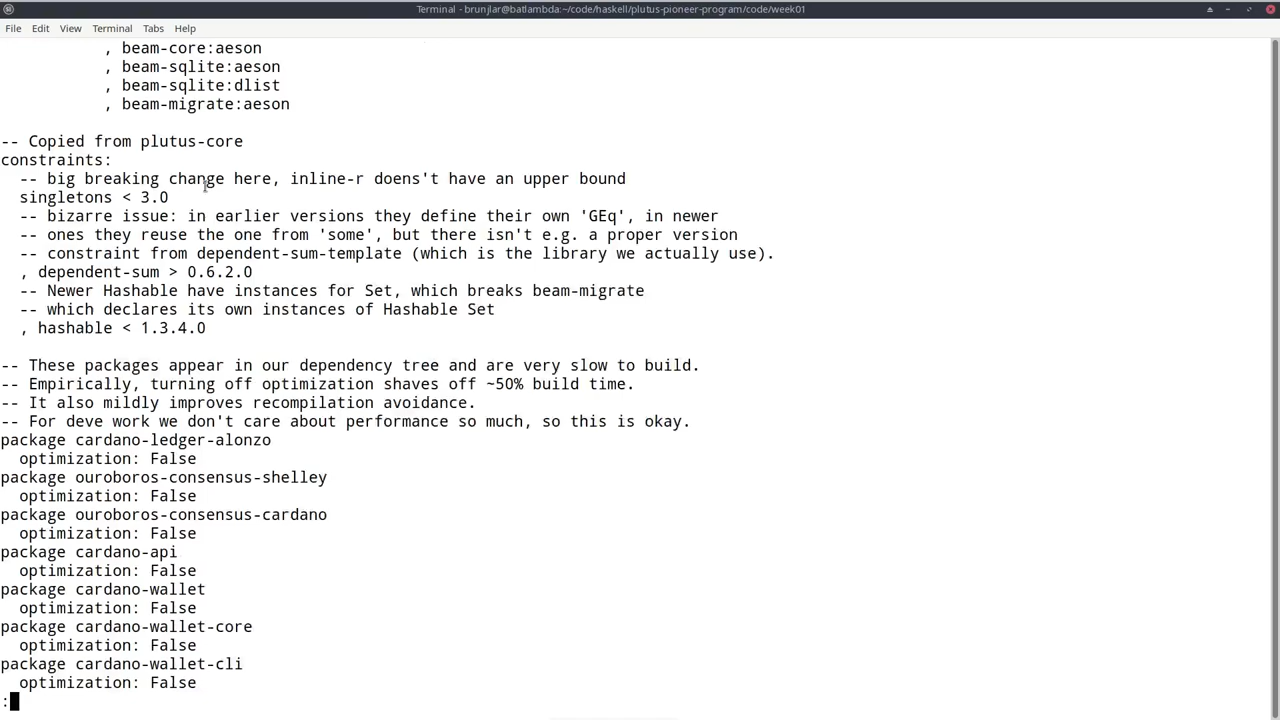 Terminal - brunjlar@batlambda:~/code/haskell/plutus-pioneer-program/code/week01
File Edit View Terminal Tabs Help
, beam-core:aeson
, beam-sqlite:aeson
, beam-sqlite:dlist
, beam-migrate:aeson
-- Copied from plutus-core
constraints:
-- big breaking change here, inline-r doens't have an upper bound
singletons < 3.0
-- bizarre issue: in earlier versions they define their own 'GEq', in newer
-- ones they reuse the one from 'some', but there isn't e.g. a proper version
-- constraint from dependent-sum-template (which is the library we actually use).
, dependent-sum > 0.6.2.0
-- Newer Hashable have instances for Set, which breaks beam-migrate
-- which declares its own instances of Hashable Set
, hashable < 1.3.4.0
-- These packages appear in our dependency tree and are very slow to build.
-- Empirically, turning off optimization shaves off ~50% build time.
-- It also mildly improves recompilation avoidance.
-- For deve work we don't care about performance so much, so this is okay.
package cardano-ledger-alonzo
optimization: False
package ouroboros-consensus-shelley
optimization: False
package ouroboros-consensus-cardano
optimization: False
package cardano-api
optimization: False
package cardano-wallet
optimization: False
package cardano-wallet-core
optimization: False
package cardano-wallet-cli
optimization: False
: